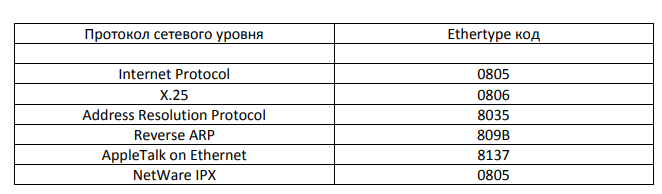 Протокол сетевого уровня Ethertype код
Internet Protocol 0805
X.25 0806
Address Resolution Protocol 8035
Reverse ARP 809B
AppleTalk on Ethernet 8137
NetWare IPX 0805